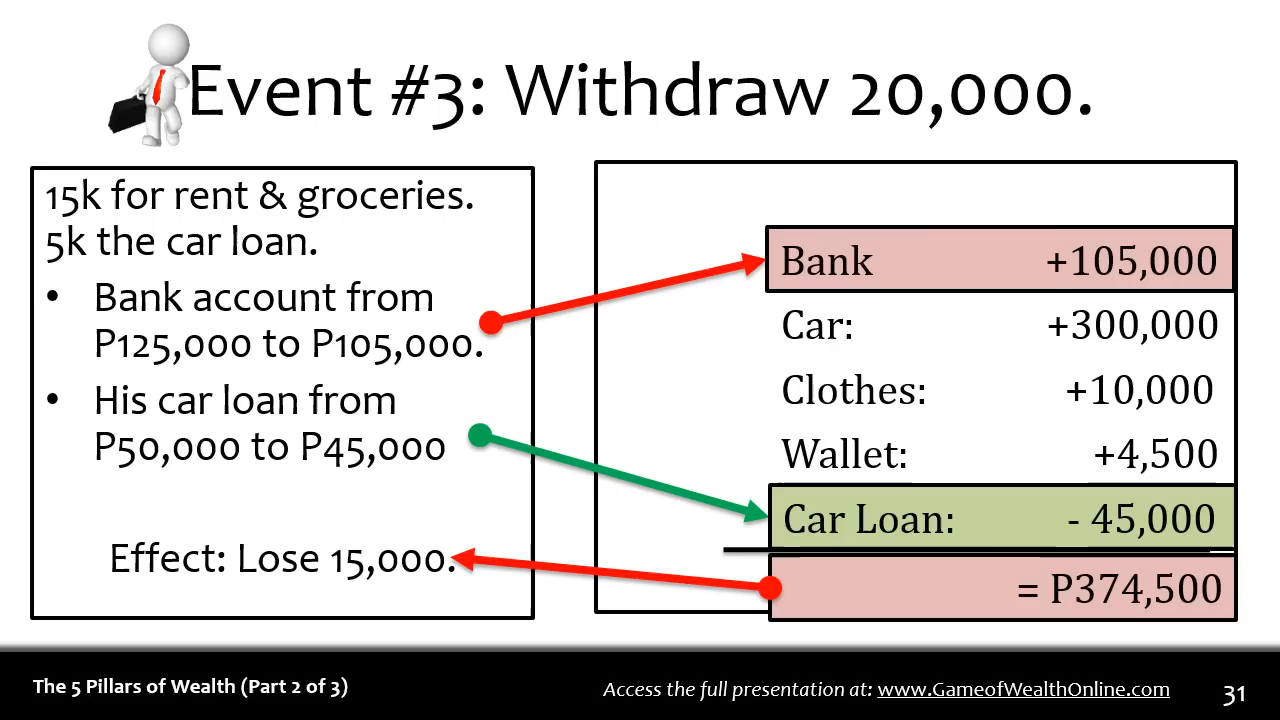 Event #3: Withdraw 20,000.
15k for rent & groceries.
5k the car loan.
• Bank account from
P125,000 to P105,000.
• His car loan from
P50,000 to P45,000
Effect: Lose 15,000.
Bank +105,000
Car: +300,000
Clothes: +10,000
Wallet: +4,500
Car Loan: - 45,000
= P374,500
The 5 Pillars of Wealth (Part 2 of 3)
Access the full presentation at: www.GameofWealthOnline.com
31